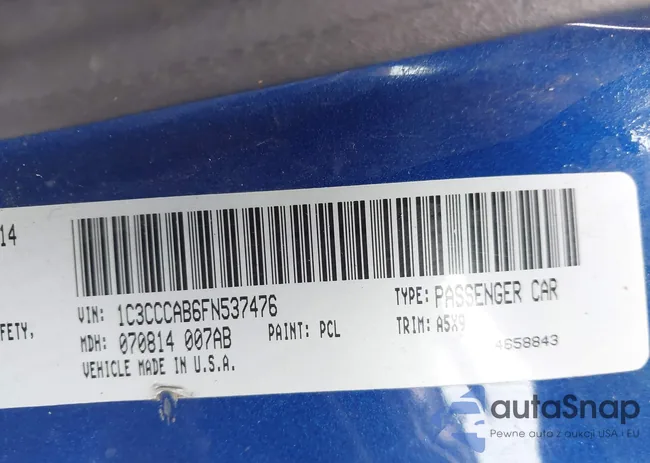 14
FETY,
VIN: 1C3CCCAB6FN537476
TYPE: PASSENGER CAR
MDH: 070814 007AB
PAINT: PCL
TRIM: A5X9
VEHICLE MADE IN U.S.A.
4658843
autaSnap
Pewne auta z aukcji USA i EU